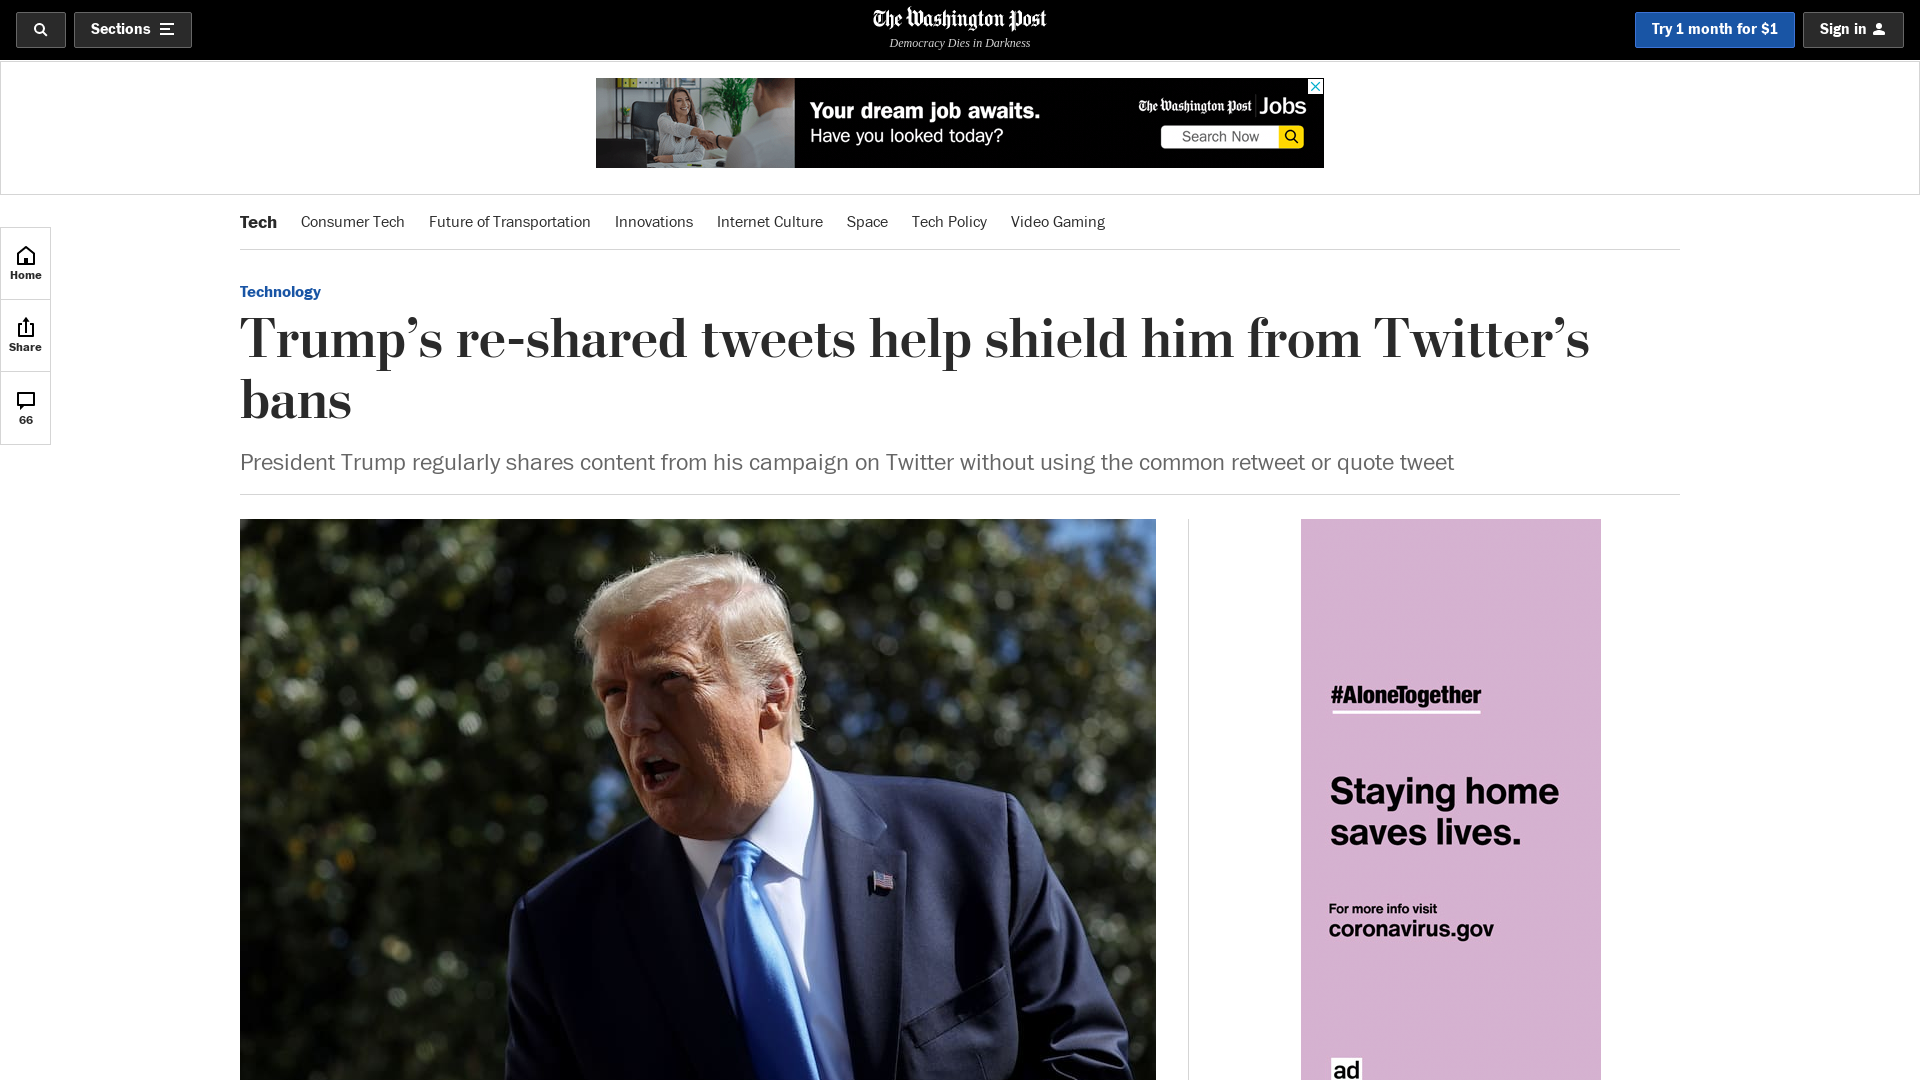 Sections
The Washington Post
Democracy Dies in Darkness
Try 1 month for $1
Sign in
Your dream job awaits.
Have you looked today?
The Washington Post Jobs
Search Now
Tech Consumer Tech Future of Transportation Innovations Internet Culture Space Tech Policy Video Gaming
Home
Share
66
Technology
Trump’s re-shared tweets help shield him from Twitter’s
bans
President Trump regularly shares content from his campaign on Twitter without using the common retweet or quote tweet
#AloneTogether
Staying home
saves lives.
For more info visit
coronavirus.gov
ad